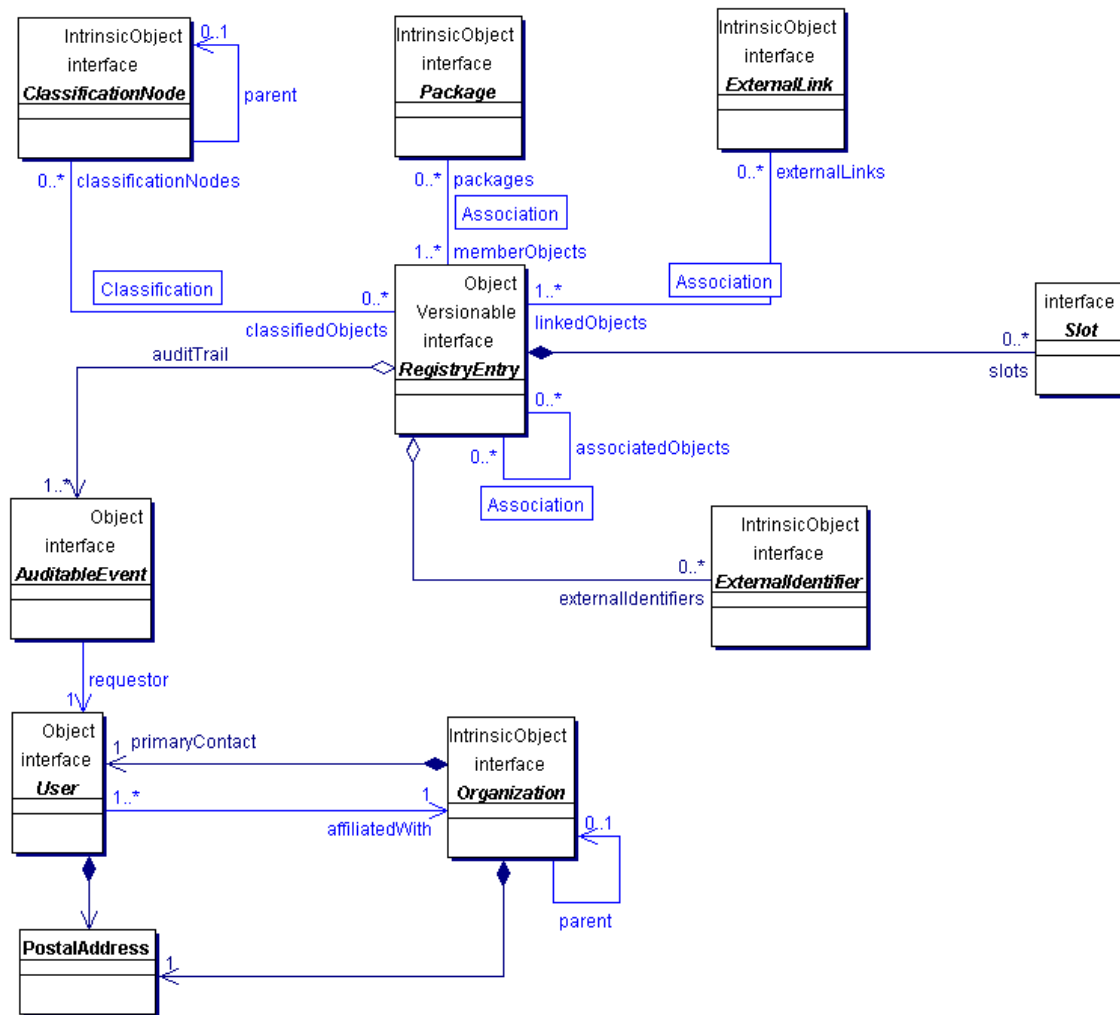 IntrinsicObject
interface
ClassificationNode
0..1
parent
IntrinsicObject
interface
Package
IntrinsicObject
interface
ExternalLink
0..* classificationNodes
0..* packages
0..* externalLinks
Association
1..* memberObjects
Classification
0..*
classifiedObjects
Object
Versionable
interface
RegistryEntry
Association
1..*
linkedObjects
interface
Slot
0..*
slots
auditTrail
0..*
associatedObjects
0..*
Association
1..*
Object
interface
AuditableEvent
IntrinsicObject
interface
ExternalIdentifier
0..*
externalIdentifiers
requestor
1
Object
interface
User
1
primaryContact
1..*
1
affiliatedWith
IntrinsicObject
interface
Organization
0..1
parent
PostalAddress
1